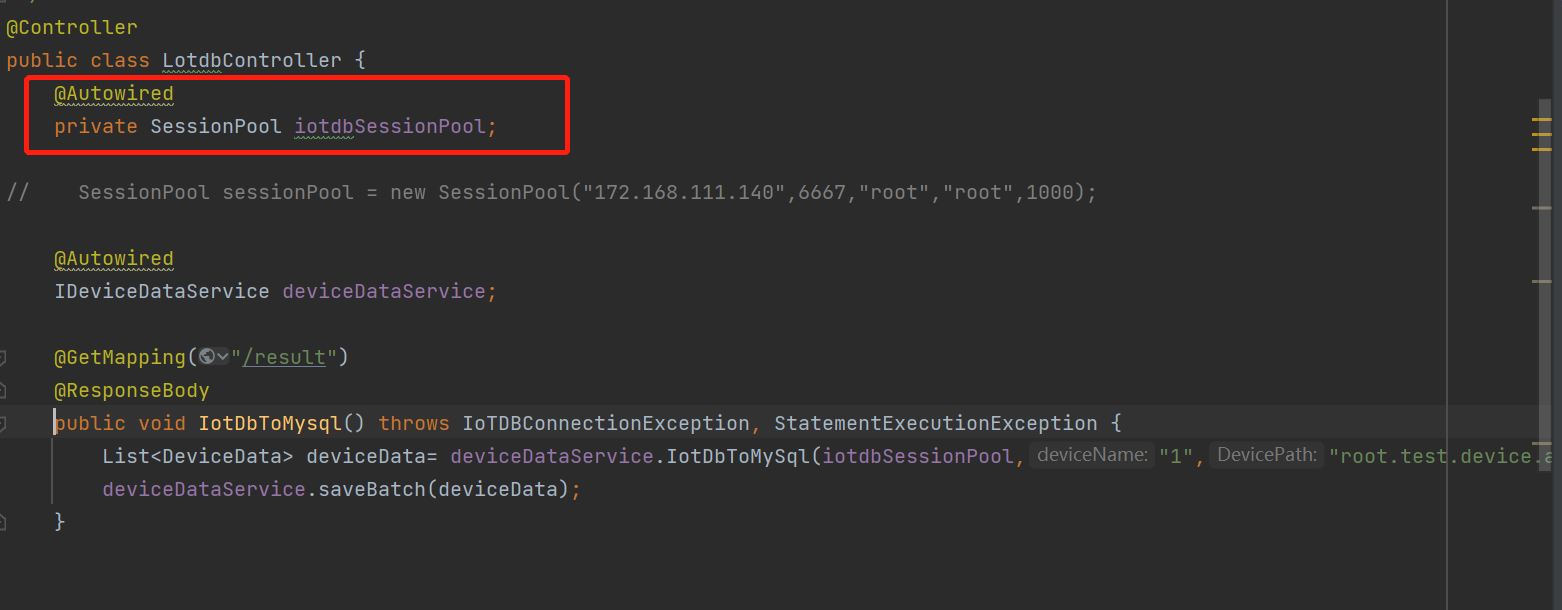 @Controller
public class LotdbController {
@Autowired
private SessionPool iotdbSessionPool;
// SessionPool sessionPool = new SessionPool("172.168.111.140",6667,"root","root",1000);
@Autowired
IDeviceDataService deviceDataService;
@GetMapping("/result")
@ResponseBody
public void IotDbToMysql() throws IoTDBConnectionException, StatementExecutionException {
List<DeviceData> deviceData= deviceDataService.IotDbToMySql(iotdbSessionPool, deviceName: "1", DevicePath: "root.test.device.
deviceDataService.saveBatch(deviceData);
}